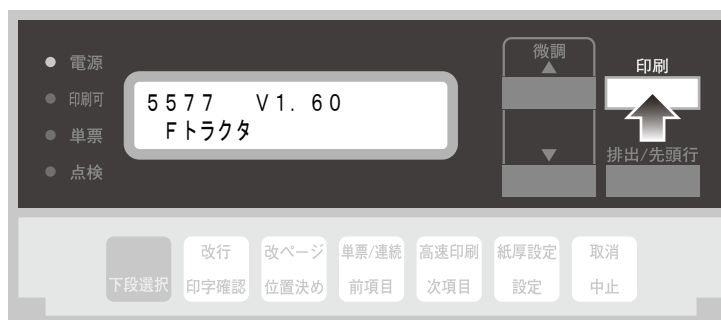 電源
印刷可
単票
点検
5577 V1.60
Fトラクタ
微調
▲
▼
印刷
排出/先頭行
下段選択
改行
印字確認
改ページ
位置決め
単票/連続
前項目
高速印刷
次項目
紙厚設定
設定
取消
中止